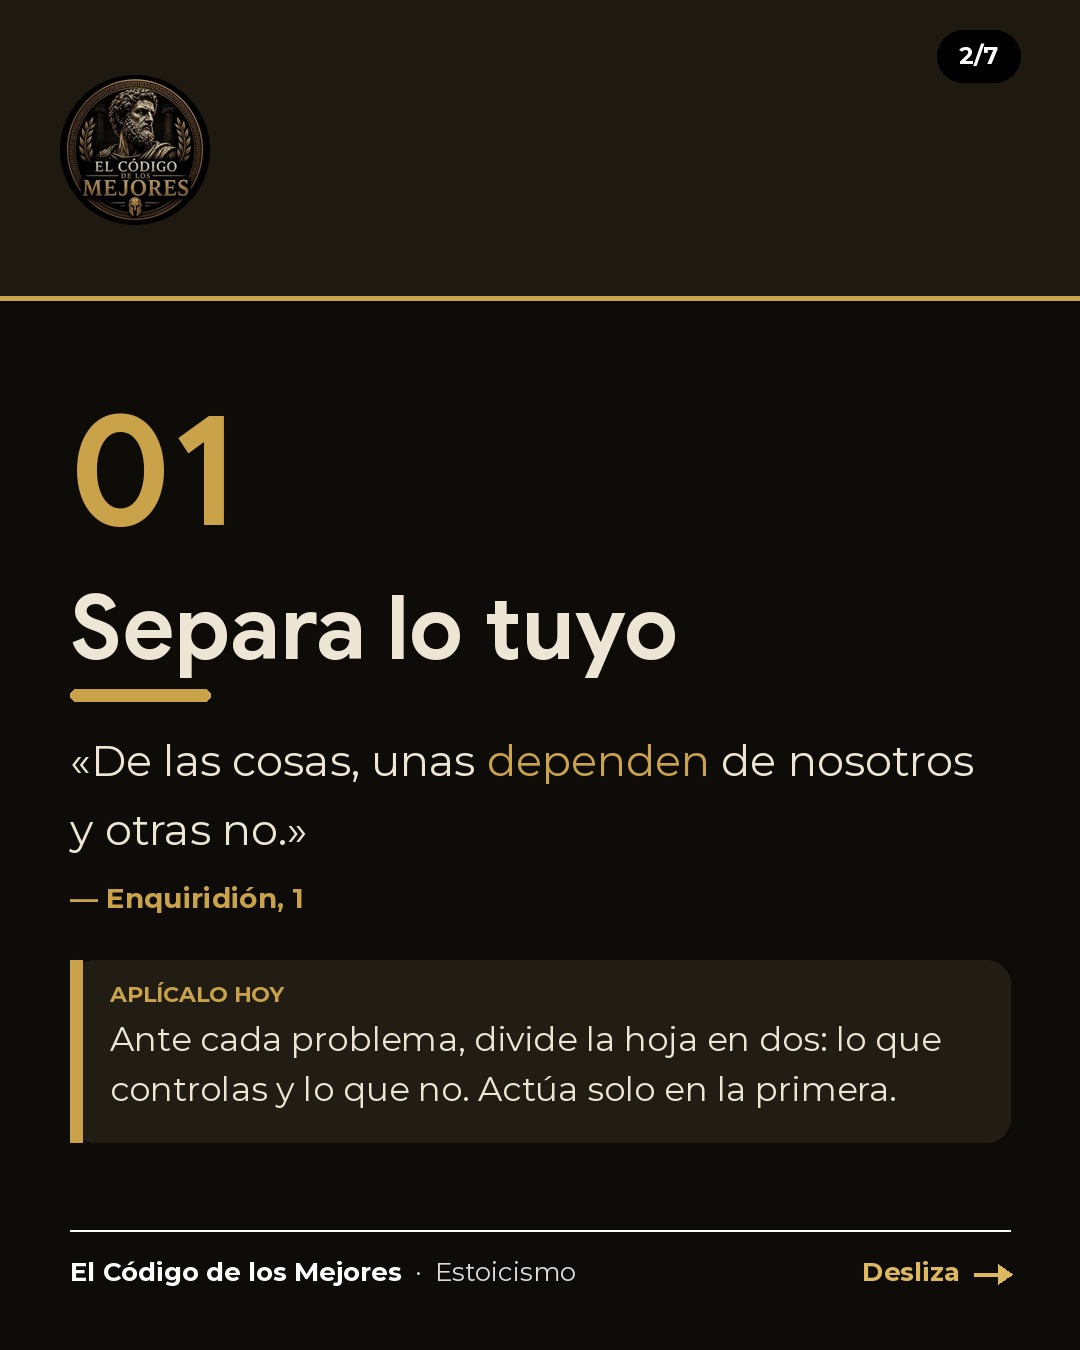 2/7
EL CÓDIGO
DE LOS
MEJORES
01
Separa lo tuyo
«De las cosas, unas dependen de nosotros
y otras no.»
— Enquiridión, 1
APLÍCALO HOY
Ante cada problema, divide la hoja en dos: lo que
controlas y lo que no. Actúa solo en la primera.
El Código de los Mejores · Estoicismo
Desliza